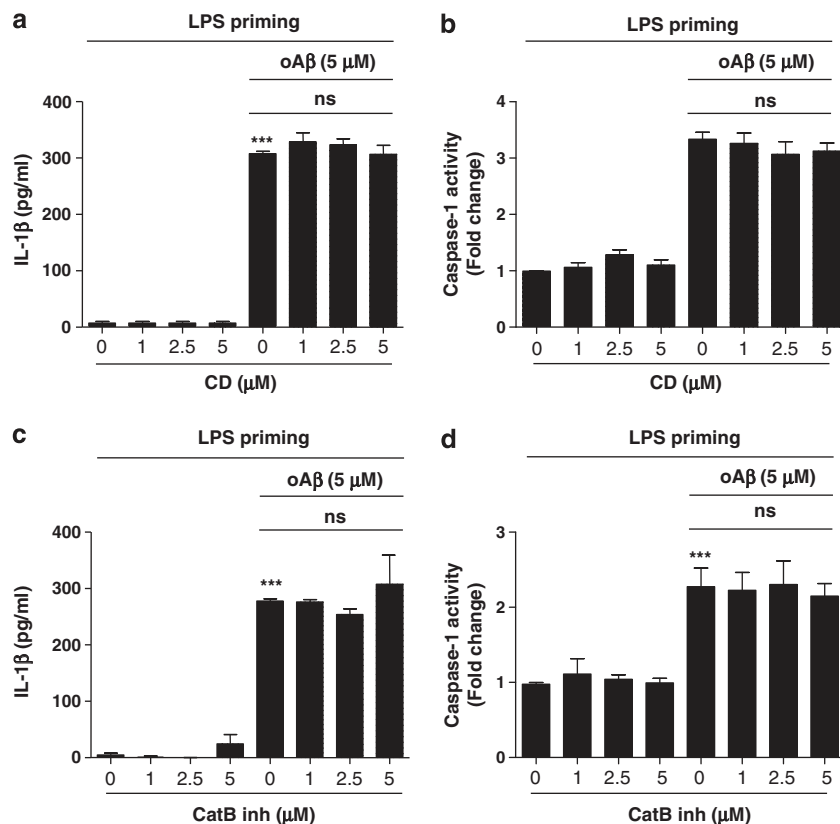 a
LPS priming
oAβ (5 μM)
ns
***
400
300
200
100
0
IL-1β (pg/ml)
0 1 2.5 5 0 1 2.5 5
CD (μM)
b
LPS priming
oAβ (5 μM)
ns
4
3
2
1
0
Caspase-1 activity
(Fold change)
0 1 2.5 5 0 1 2.5 5
CD (μM)
c
LPS priming
oAβ (5 μM)
ns
***
400
300
200
100
0
IL-1β (pg/ml)
0 1 2.5 5 0 1 2.5 5
CatB inh (μM)
d
LPS priming
oAβ (5 μM)
ns
***
3
2
1
0
Caspase-1 activity
(Fold change)
0 1 2.5 5 0 1 2.5 5
CatB inh (μM)